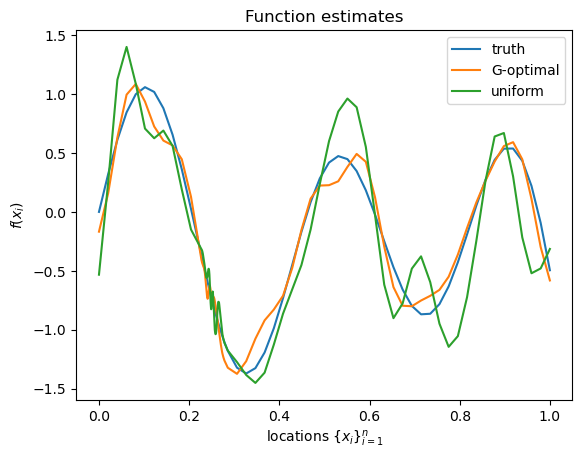 Function estimates
truth
G-optimal
uniform
f(x_i)
1.5
1.0
0.5
0.0
−0.5
−1.0
−1.5
0.0 0.2 0.4 0.6 0.8 1.0
locations {x_i}_{i=1}^n